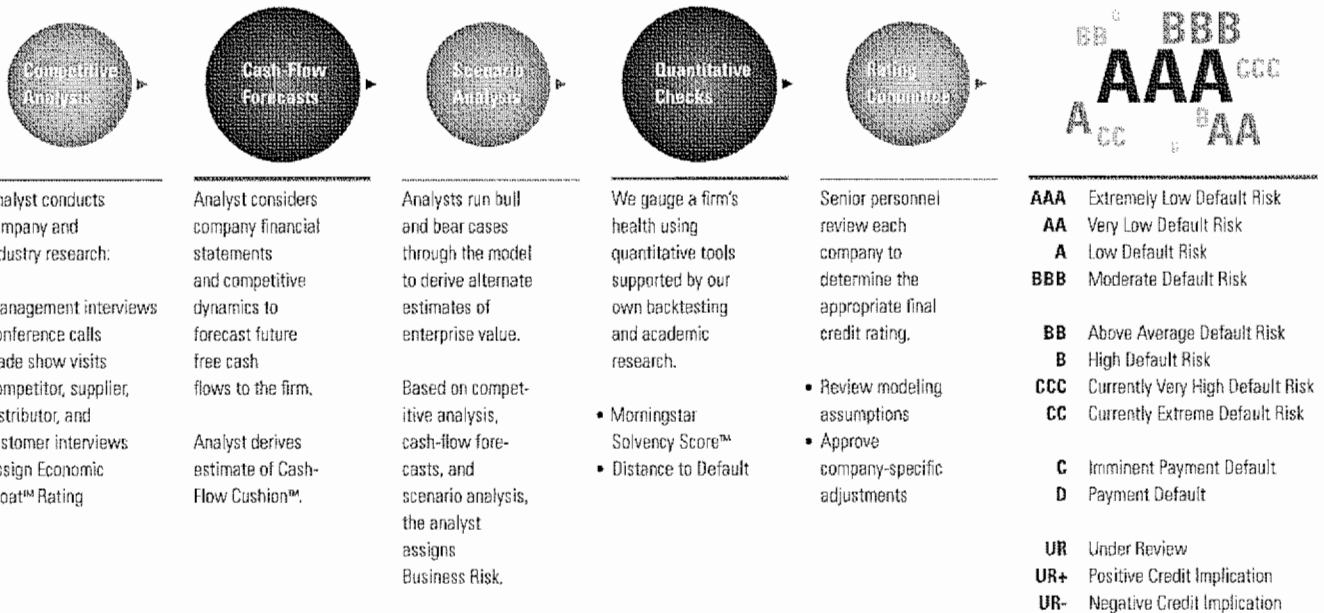 Competitive
Analysis
Cash-Flow
Forecasts
Scenario
Analysis
Quantitative
Checks
Rating
Committee
BB
BBB
AAA
CCC
A
CC
B
AA
nalyst conducts
ompany and
dustry research:
anagement interviews
onference calls
ade show visits
ompetitor, supplier,
stributor, and
stomer interviews
ssign Economic
oat™ Rating
Analyst considers
company financial
statements
and competitive
dynamics to
forecast future
free cash
flows to the firm.
Analyst derives
estimate of Cash-
Flow Cushion™.
Analysts run bull
and bear cases
through the model
to derive alternate
estimates of
enterprise value.
Based on compet-
itive analysis,
cash-flow fore-
casts, and
scenario analysis,
the analyst
assigns
Business Risk.
We gauge a firm's
health using
quantitative tools
supported by our
own backtesting
and academic
research.
• Morningstar
Solvency Score™
• Distance to Default
Senior personnel
review each
company to
determine the
appropriate final
credit rating.
• Review modeling
assumptions
• Approve
company-specific
adjustments
AAA Extremely Low Default Risk
AA Very Low Default Risk
A Low Default Risk
BBB Moderate Default Risk
BB Above Average Default Risk
B High Default Risk
CCC Currently Very High Default Risk
CC Currently Extreme Default Risk
C Imminent Payment Default
D Payment Default
UR Under Review
UR+ Positive Credit Implication
UR- Negative Credit Implication